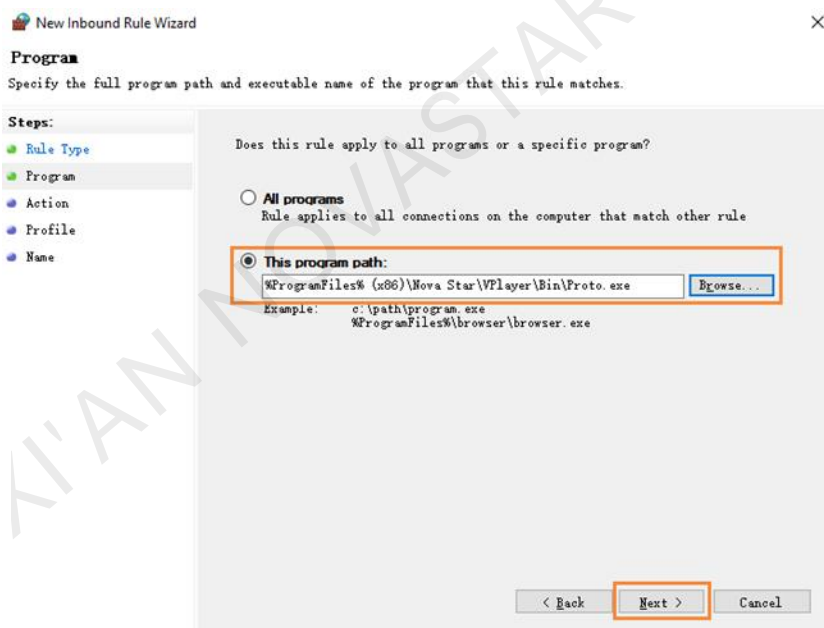 New Inbound Rule Wizard
Program
Specify the full program path and executable name of the program that this rule matches.
Steps:
Rule Type
Program
Action
Profile
Name
Does this rule apply to all programs or a specific program?
All programs
Rule applies to all connections on the computer that match other rule
This program path:
%ProgramFiles% (x86)\Nova Star\VPlayer\Bin\Proto.exe
Browse...
Example: c:\path\program.exe
%ProgramFiles%\browser\browser.exe
< Back
Next >
Cancel
XI'AN NOVASTAR